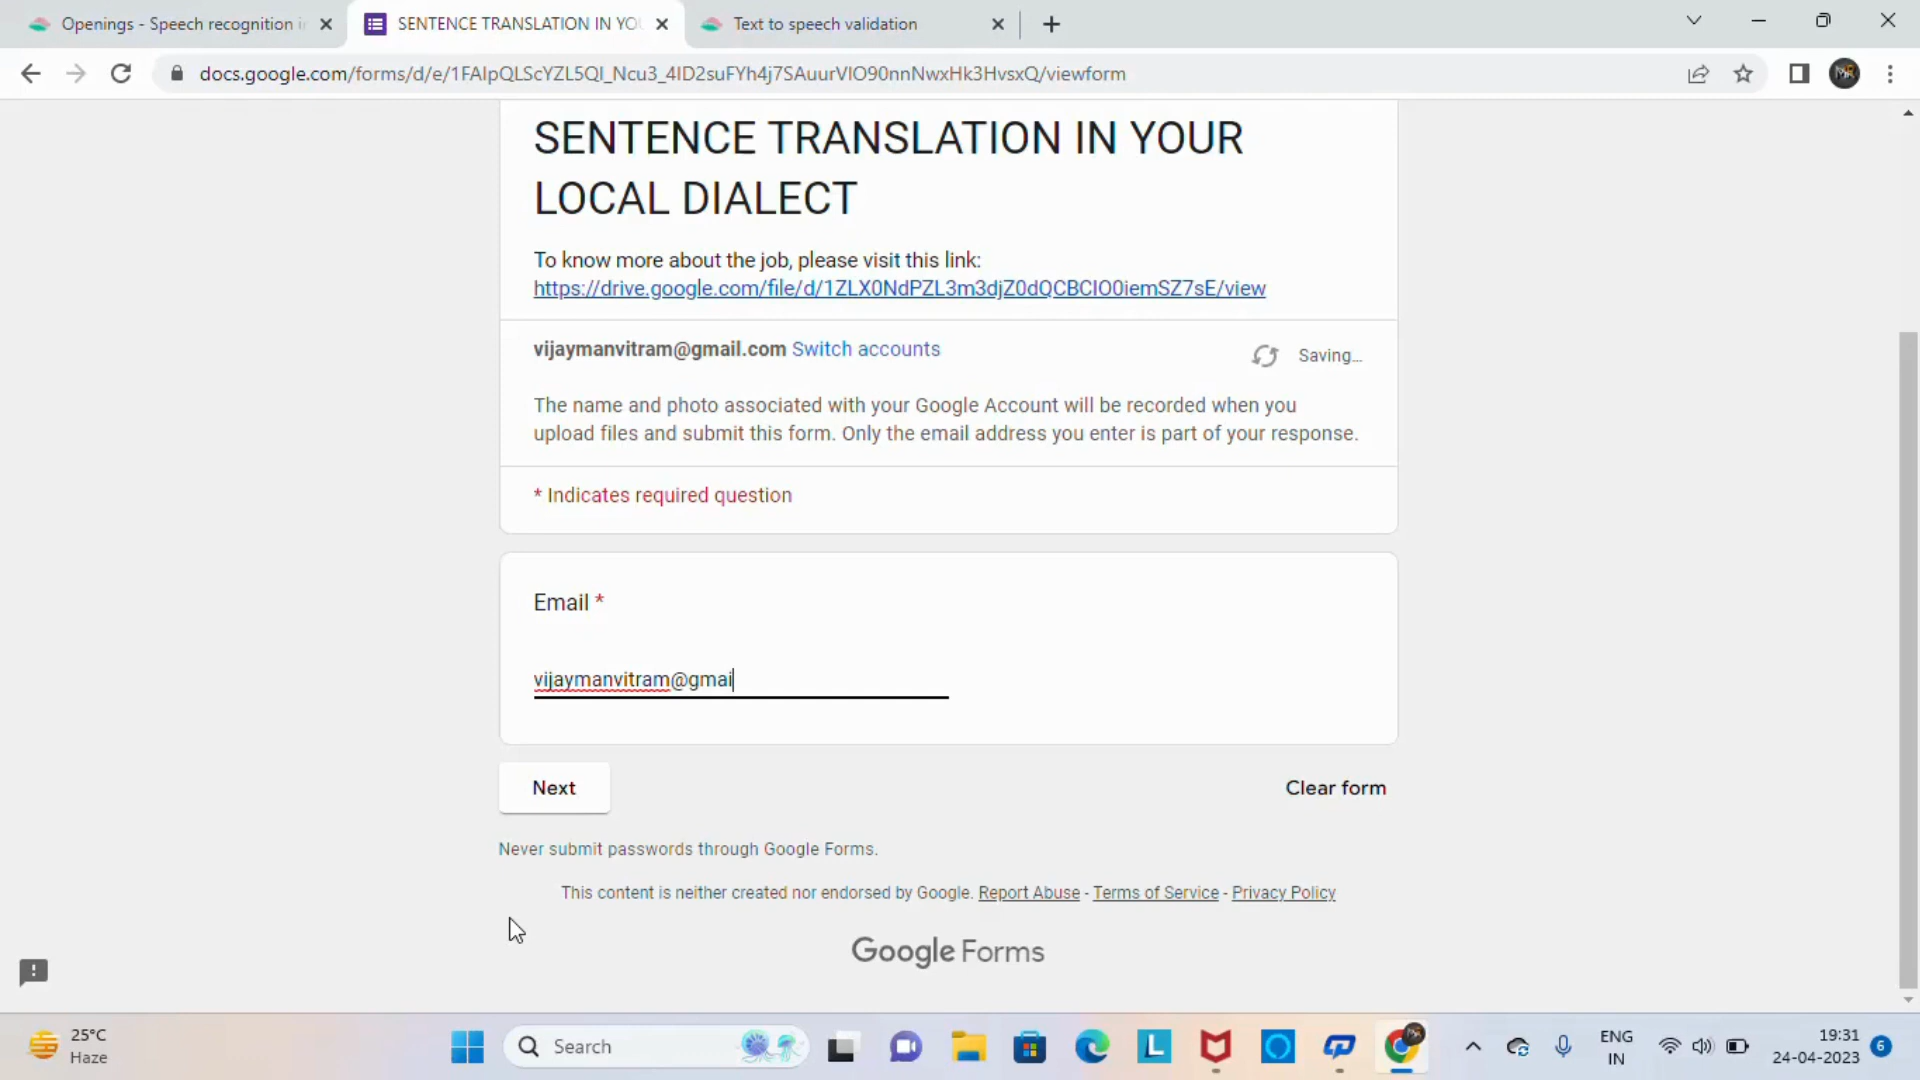 Openings - Speech recognition i
SENTENCE TRANSLATION IN YOU
Text to speech validation
docs.google.com/forms/d/e/1FAIpQLScYZL5QI_Ncu3_4ID2suFYh4j7SAuurVIO90nnNwxHk3HvsxQ/viewform
SENTENCE TRANSLATION IN YOUR
LOCAL DIALECT
To know more about the job, please visit this link:
https://drive.google.com/file/d/1ZLX0NdPZL3m3djZ0dQCBCIO0iemSZ7sE/view
vijaymanvitram@gmail.com Switch accounts
Saving...
The name and photo associated with your Google Account will be recorded when you
upload files and submit this form. Only the email address you enter is part of your response.
* Indicates required question
Email *
vijaymanvitram@gmai
Next
Clear form
Never submit passwords through Google Forms.
This content is neither created nor endorsed by Google. Report Abuse - Terms of Service - Privacy Policy
Google Forms
25°C
Haze
Search
L
ENG
IN
19:31
24-04-2023
6